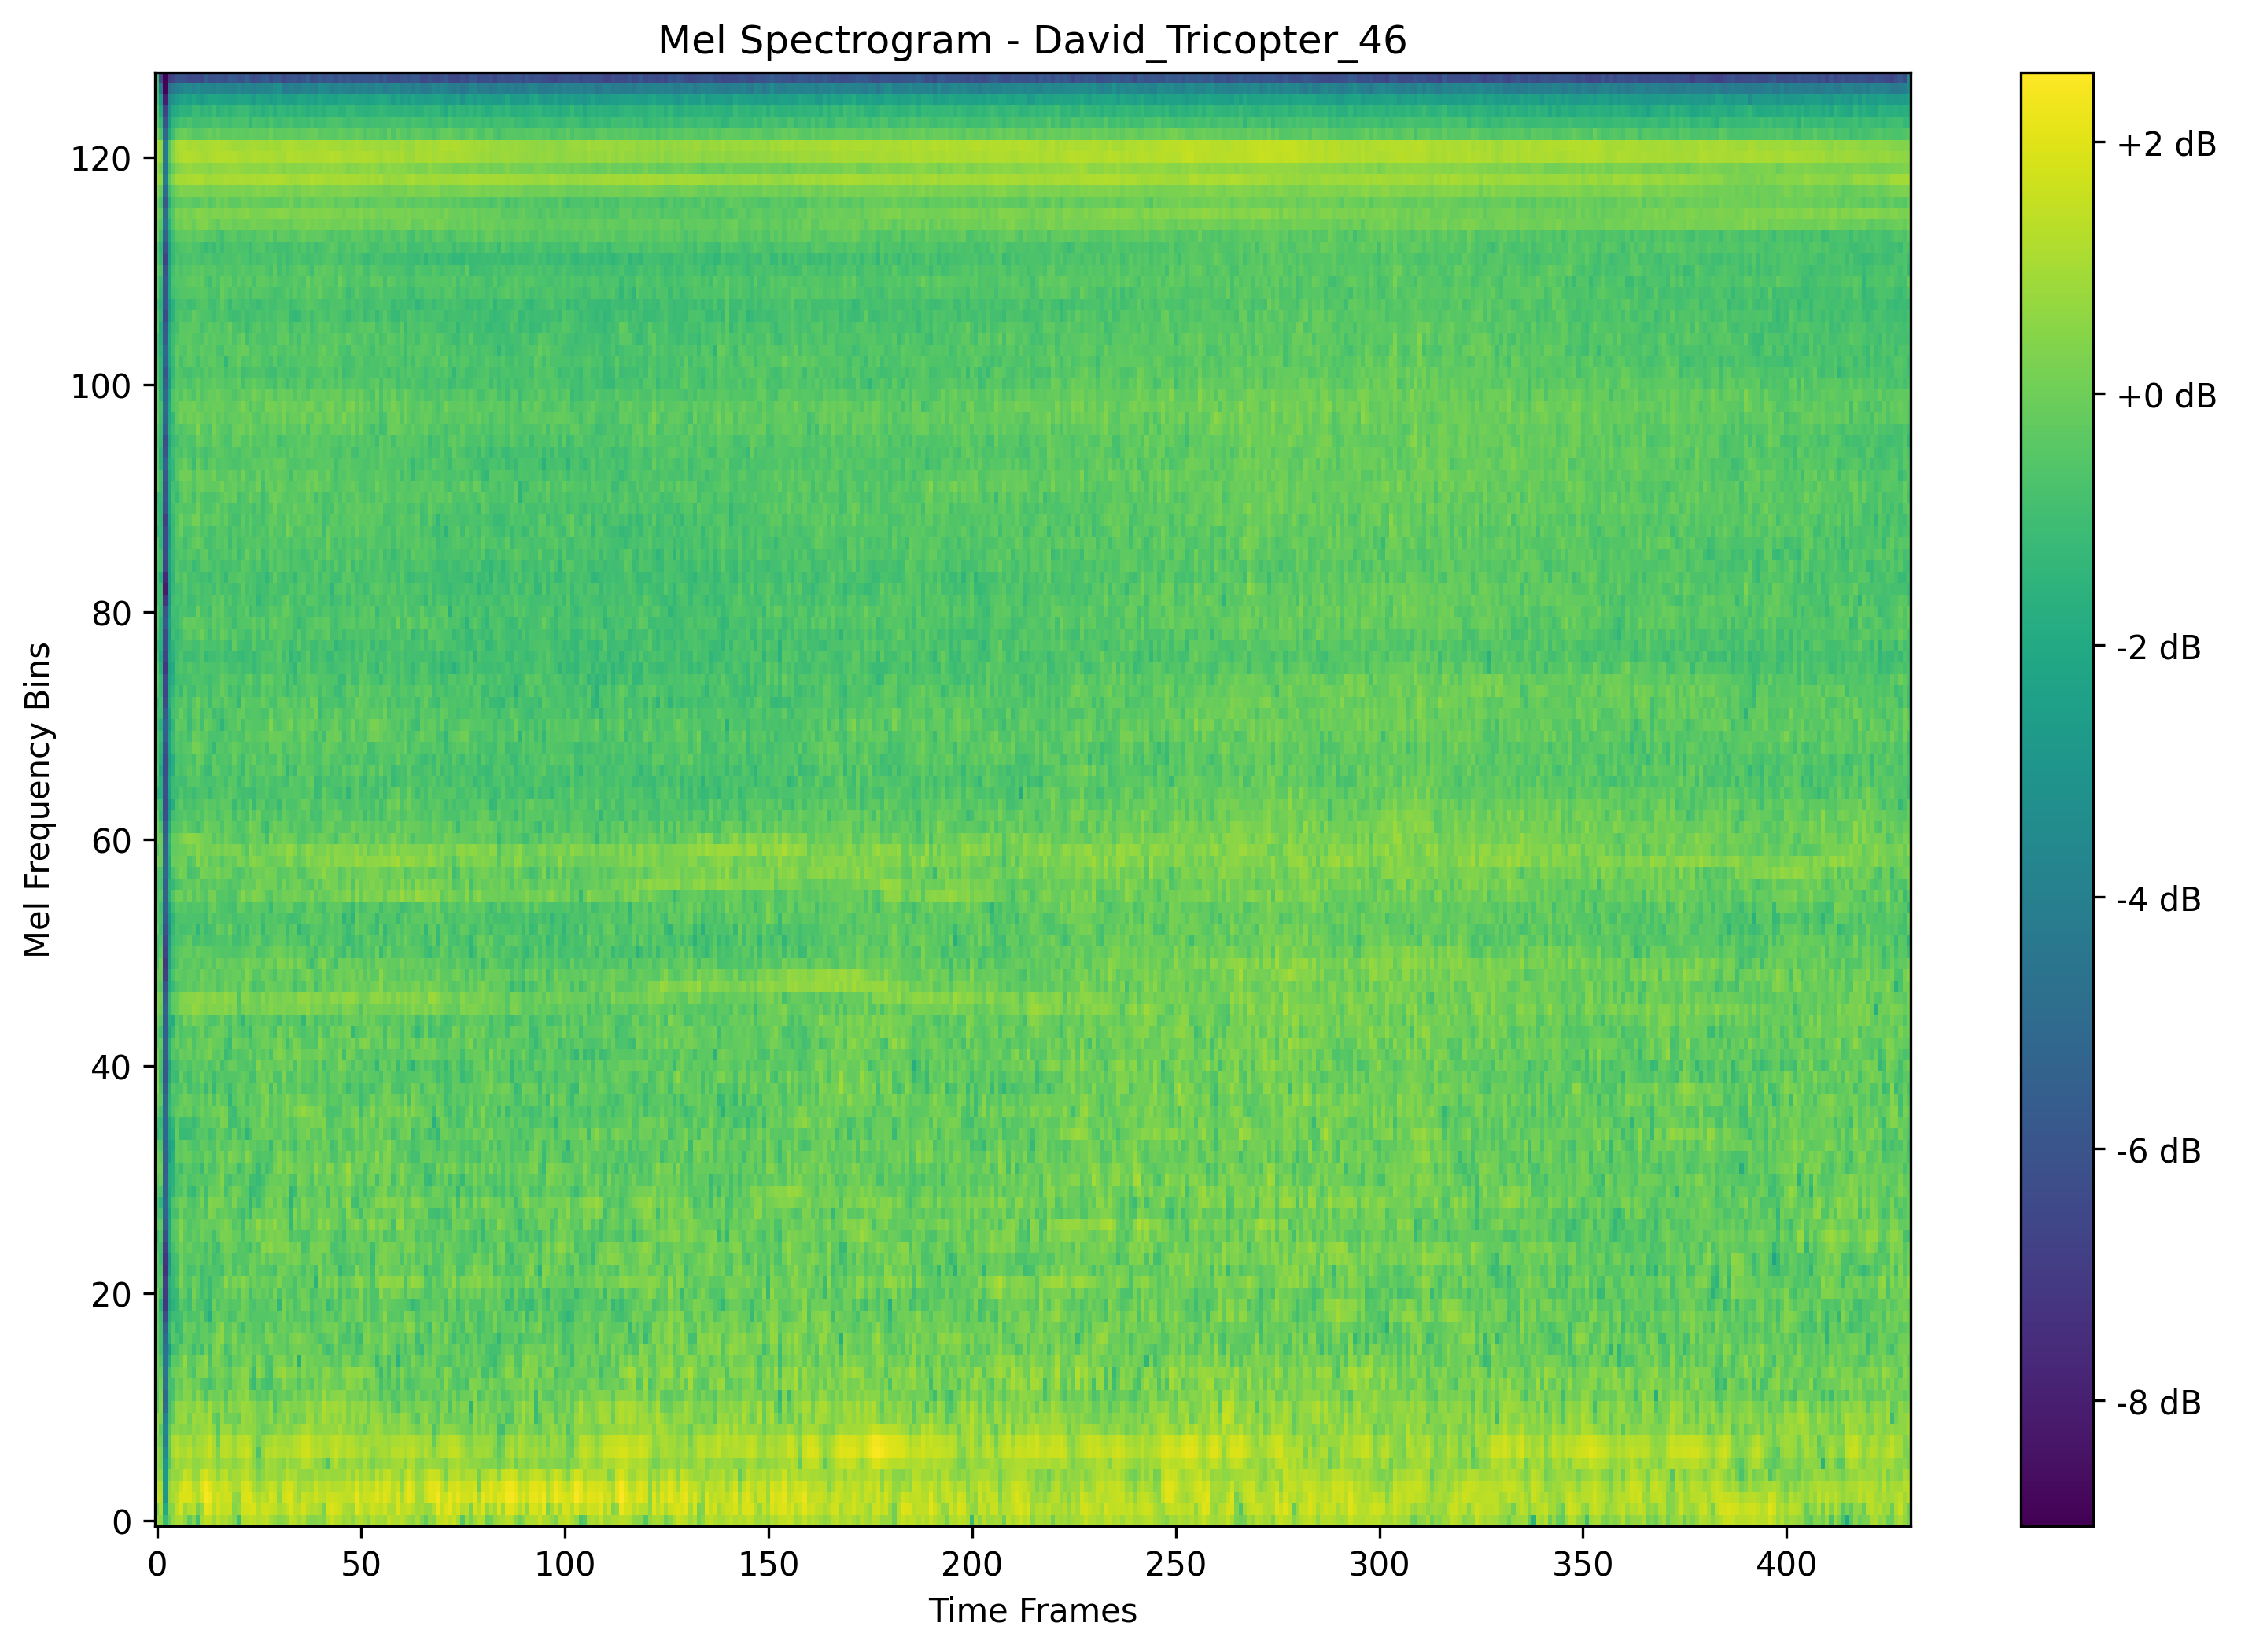 Mel Spectrogram - David_Tricopter_46
Mel Frequency Bins
120
100
80
60
40
20
0
0 50 100 150 200 250 300 350 400
Time Frames
+2 dB
+0 dB
-2 dB
-4 dB
-6 dB
-8 dB